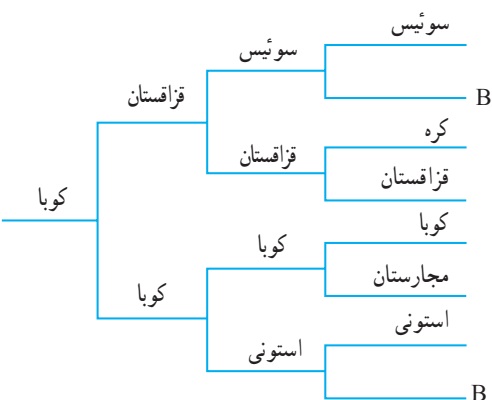 سوئیس
سوئیس
B
قزاقستان
کره
قزاقستان
قزاقستان
کوبا
کوبا
کوبا
مجارستان
کوبا
استونی
استونی
B